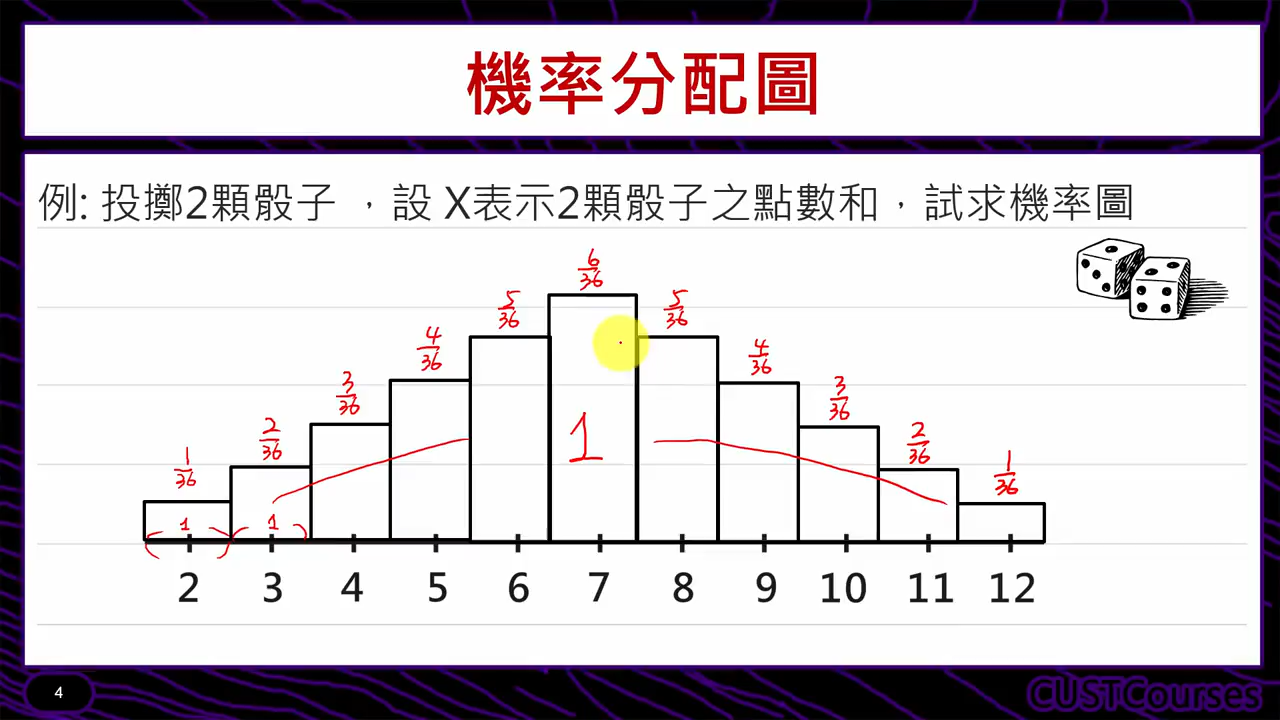 機率分配圖
例: 投擲2顆骰子 ，設 X表示2顆骰子之點數和，試求機率圖
1/36 2/36 3/36 4/36 5/36 6/36 5/36 4/36 3/36 2/36 1/36
1
1 1
2 3 4 5 6 7 8 9 10 11 12
4
CUSTCourses